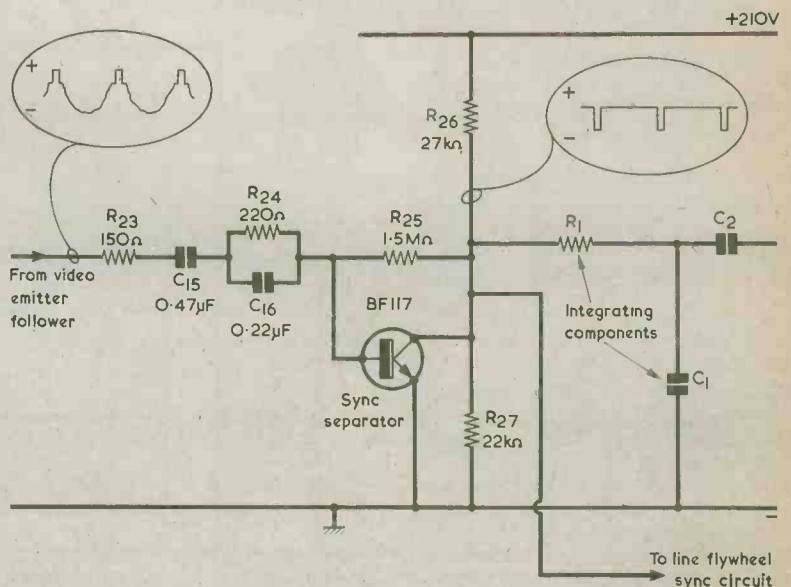 +210V
+
−
R26
27kΩ
+
−
R24
220Ω
R23
150Ω
R25
1·5MΩ
R1
C2
From video
emitter
follower
C15
0·47μF
C16
0·22μF
BF117
Integrating
components
Sync
separator
R27
22kΩ
C1
−
To line flywheel
sync circuit